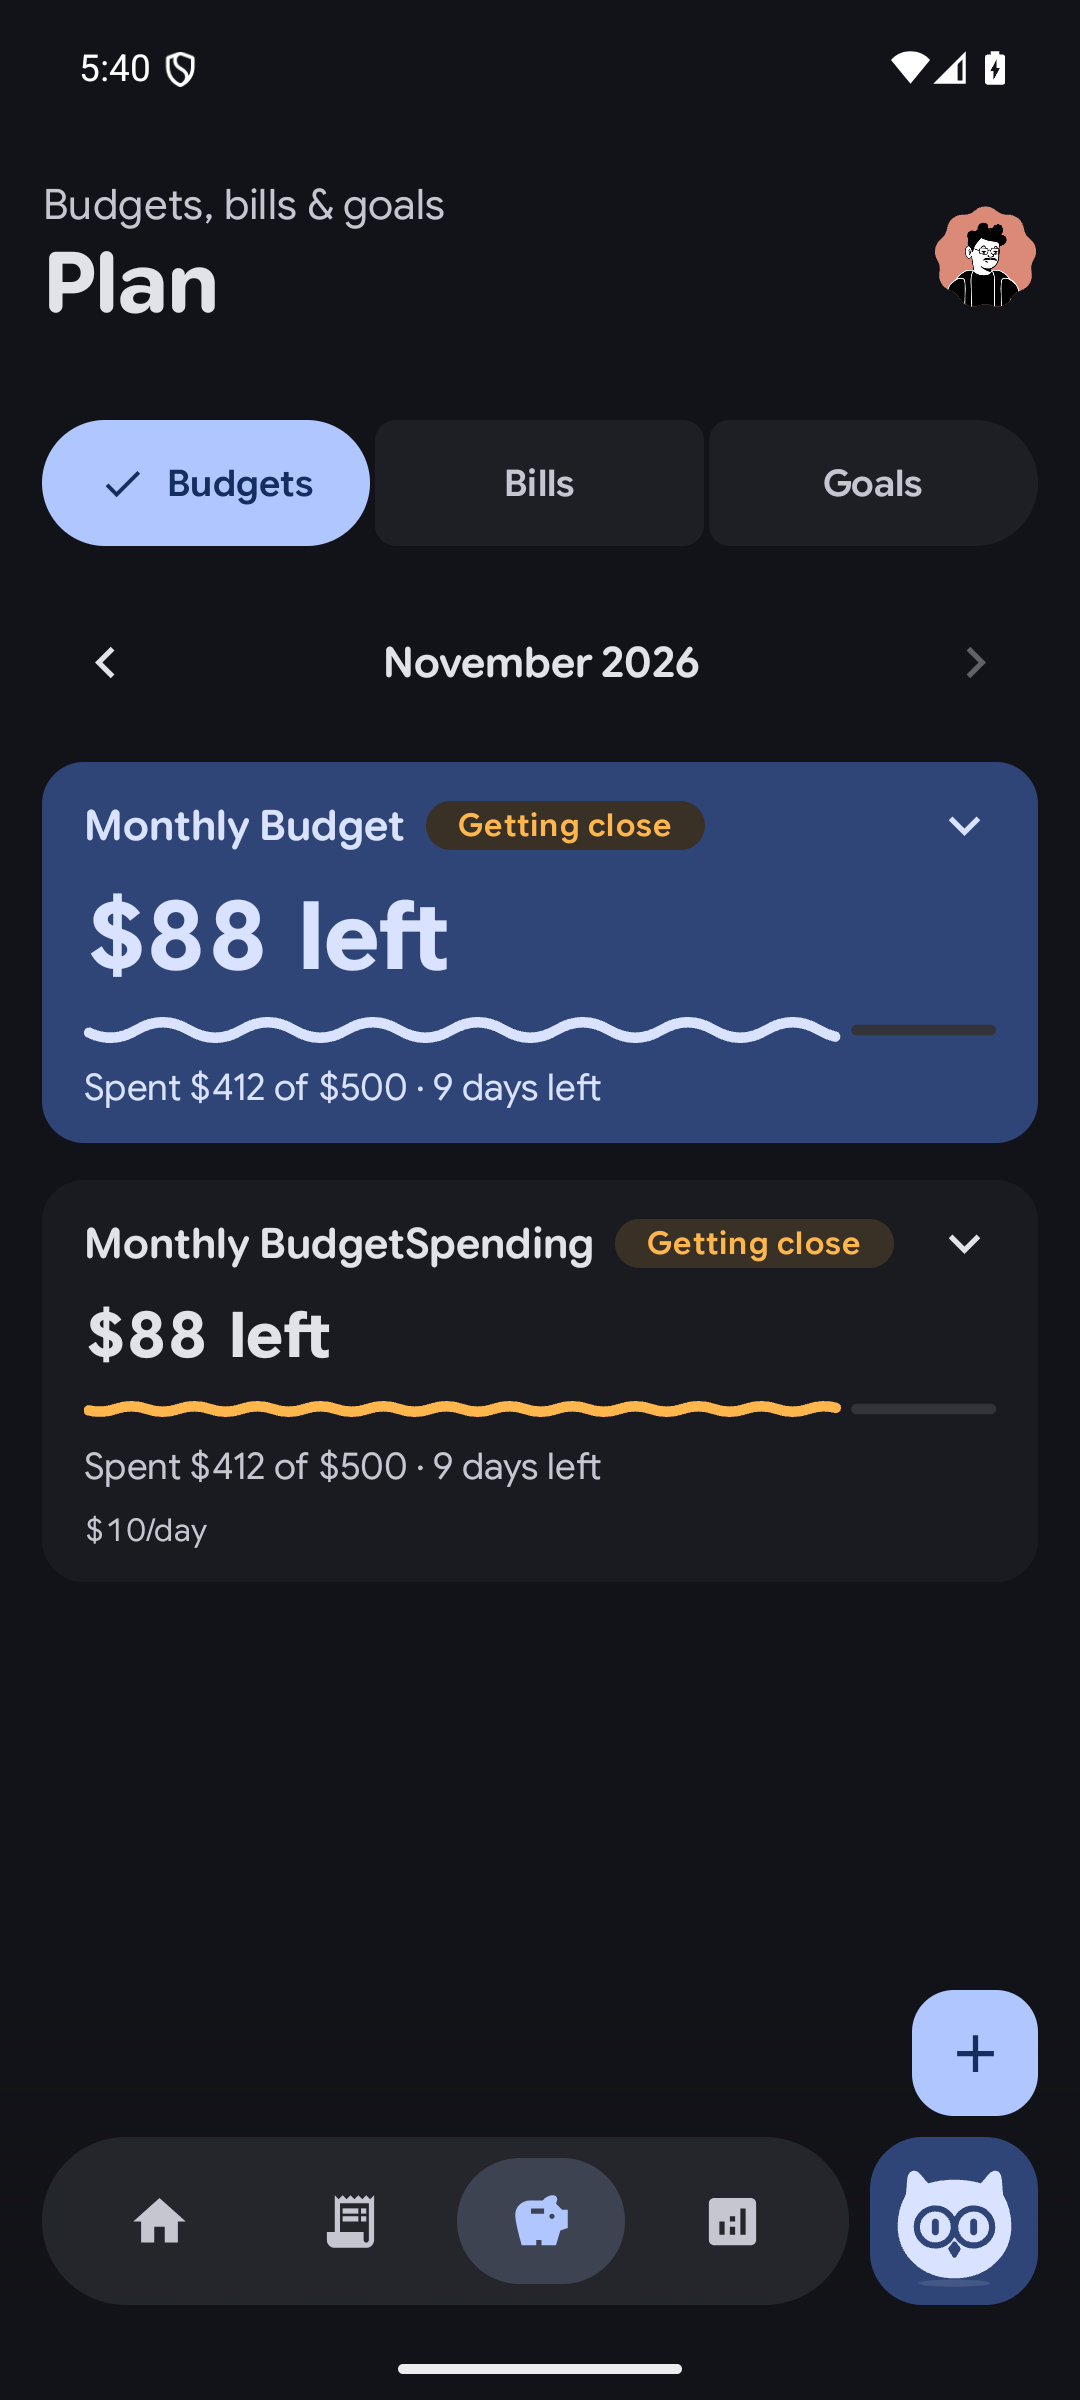 5:40
Budgets, bills & goals
Plan
Budgets
Bills
Goals
November 2026
Monthly Budget
Getting close
$88 left
Spent $412 of $500 · 9 days left
Monthly BudgetSpending
Getting close
$88 left
Spent $412 of $500 · 9 days left
$10/day